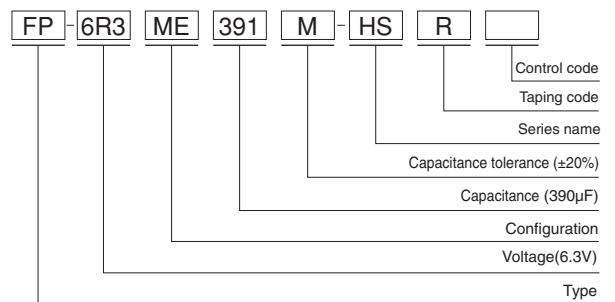 FP-6R3 ME 391 M-HS R
Control code
Taping code
Series name
Capacitance tolerance (±20%)
Capacitance (390µF)
Configuration
Voltage(6.3V)
Type